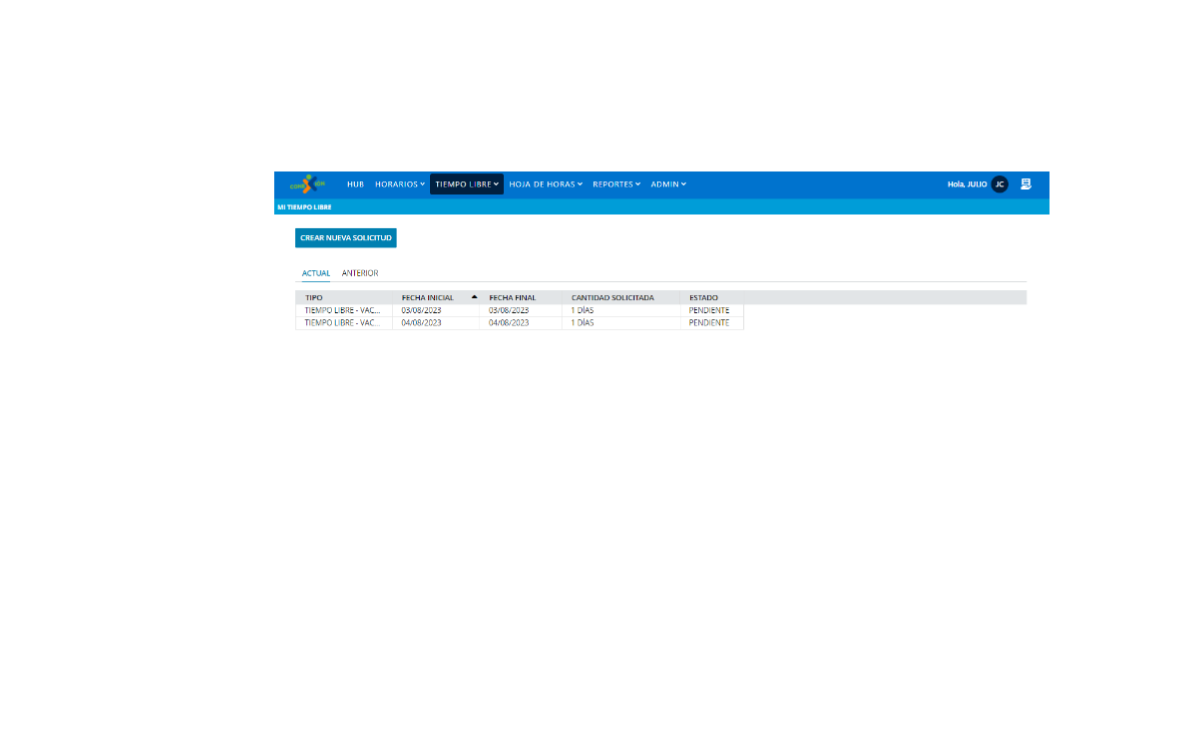 HUB HORARIOS TIEMPO LIBRE HOJA DE HORAS REPORTES ADMIN Hola, JULIO JC
MI TIEMPO LIBRE
CREAR NUEVA SOLICITUD
ACTUAL ANTERIOR
TIPO FECHA INICIAL FECHA FINAL CANTIDAD SOLICITADA ESTADO
TIEMPO LIBRE - VAC... 03/08/2023 03/08/2023 1 DÍAS PENDIENTE
TIEMPO LIBRE - VAC... 04/08/2023 04/08/2023 1 DÍAS PENDIENTE